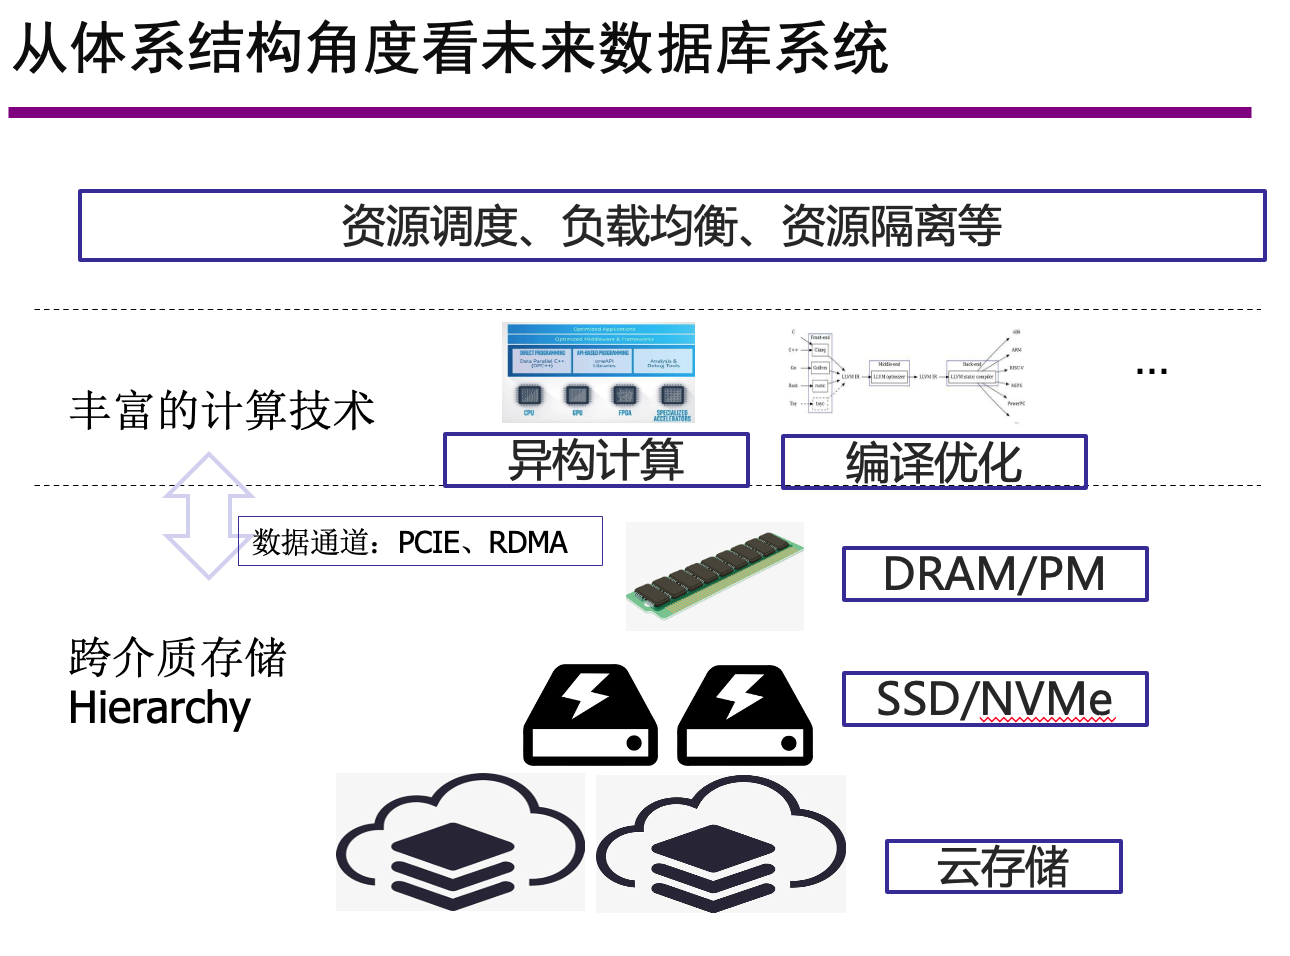 从体系结构角度看未来数据库系统
资源调度、负载均衡、资源隔离等
Optimized Applications
Optimized Middleware & Frameworks
DIRECT PROGRAMMING
API-BASED PROGRAMMING
Data Parallel C++
(DPC++)
oneAPI
Libraries
Analysis &
Debug Tools
CPU
GPU
FPGA
SPECIALIZED
ACCELERATORS
C
C++
Go
Rust
Toy
Front-end
Clang
Gollvm
rustc
toyc
LLVM IR
Middle-end
LLVM optimizer
LLVM IR
Back-end
LLVM static compiler
x86
ARM
RISC-V
MIPS
PowerPC
...
...
丰富的计算技术
异构计算
编译优化
数据通道：PCIE、RDMA
DRAM/PM
跨介质存储
Hierarchy
SSD/NVMe
云存储